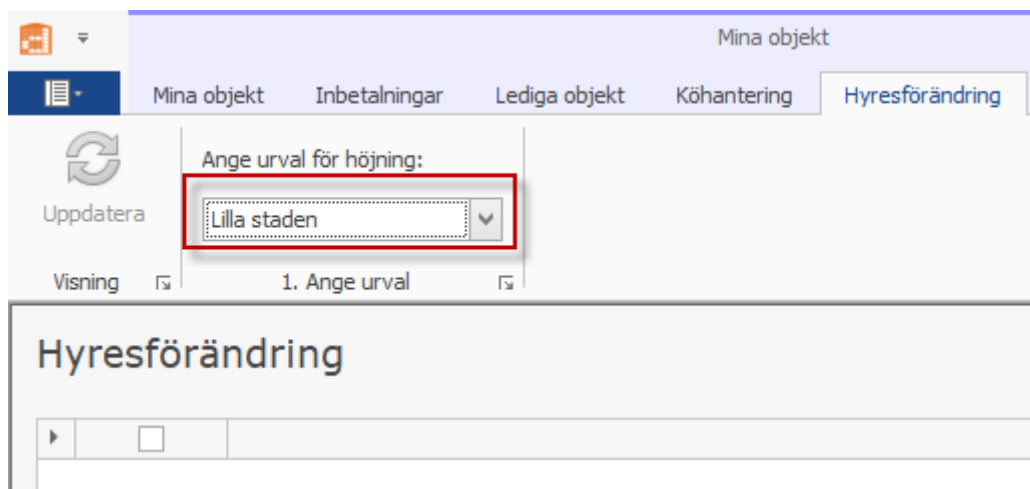 Mina objekt
Mina objekt Inbetalningar Lediga objekt Köhantering Hyresförändring
Ange urval för höjning:
Uppdatera
Lilla staden
Visning
1. Ange urval
Hyresförändring